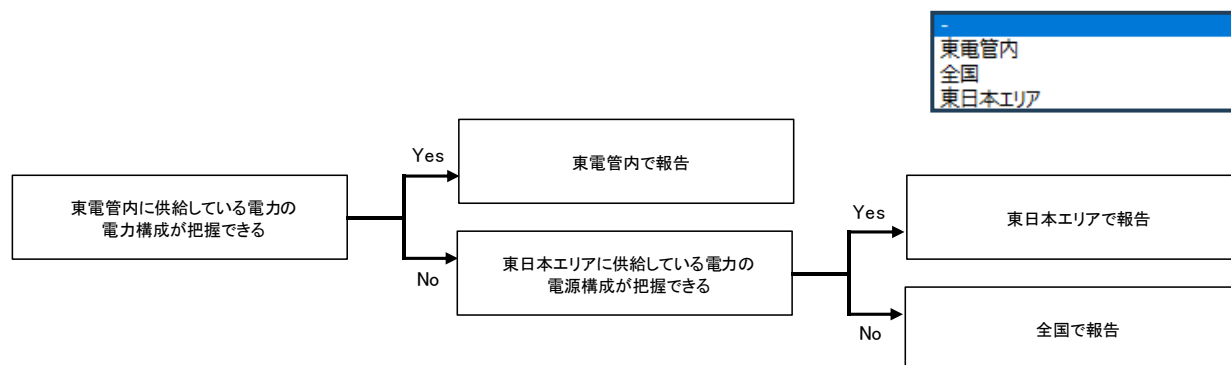 -
東電管内
全国
東日本エリア
Yes
東電管内で報告
東電管内に供給している電力の
電力構成が把握できる
Yes
東日本エリアで報告
No
東日本エリアに供給している電力の
電源構成が把握できる
No
全国で報告